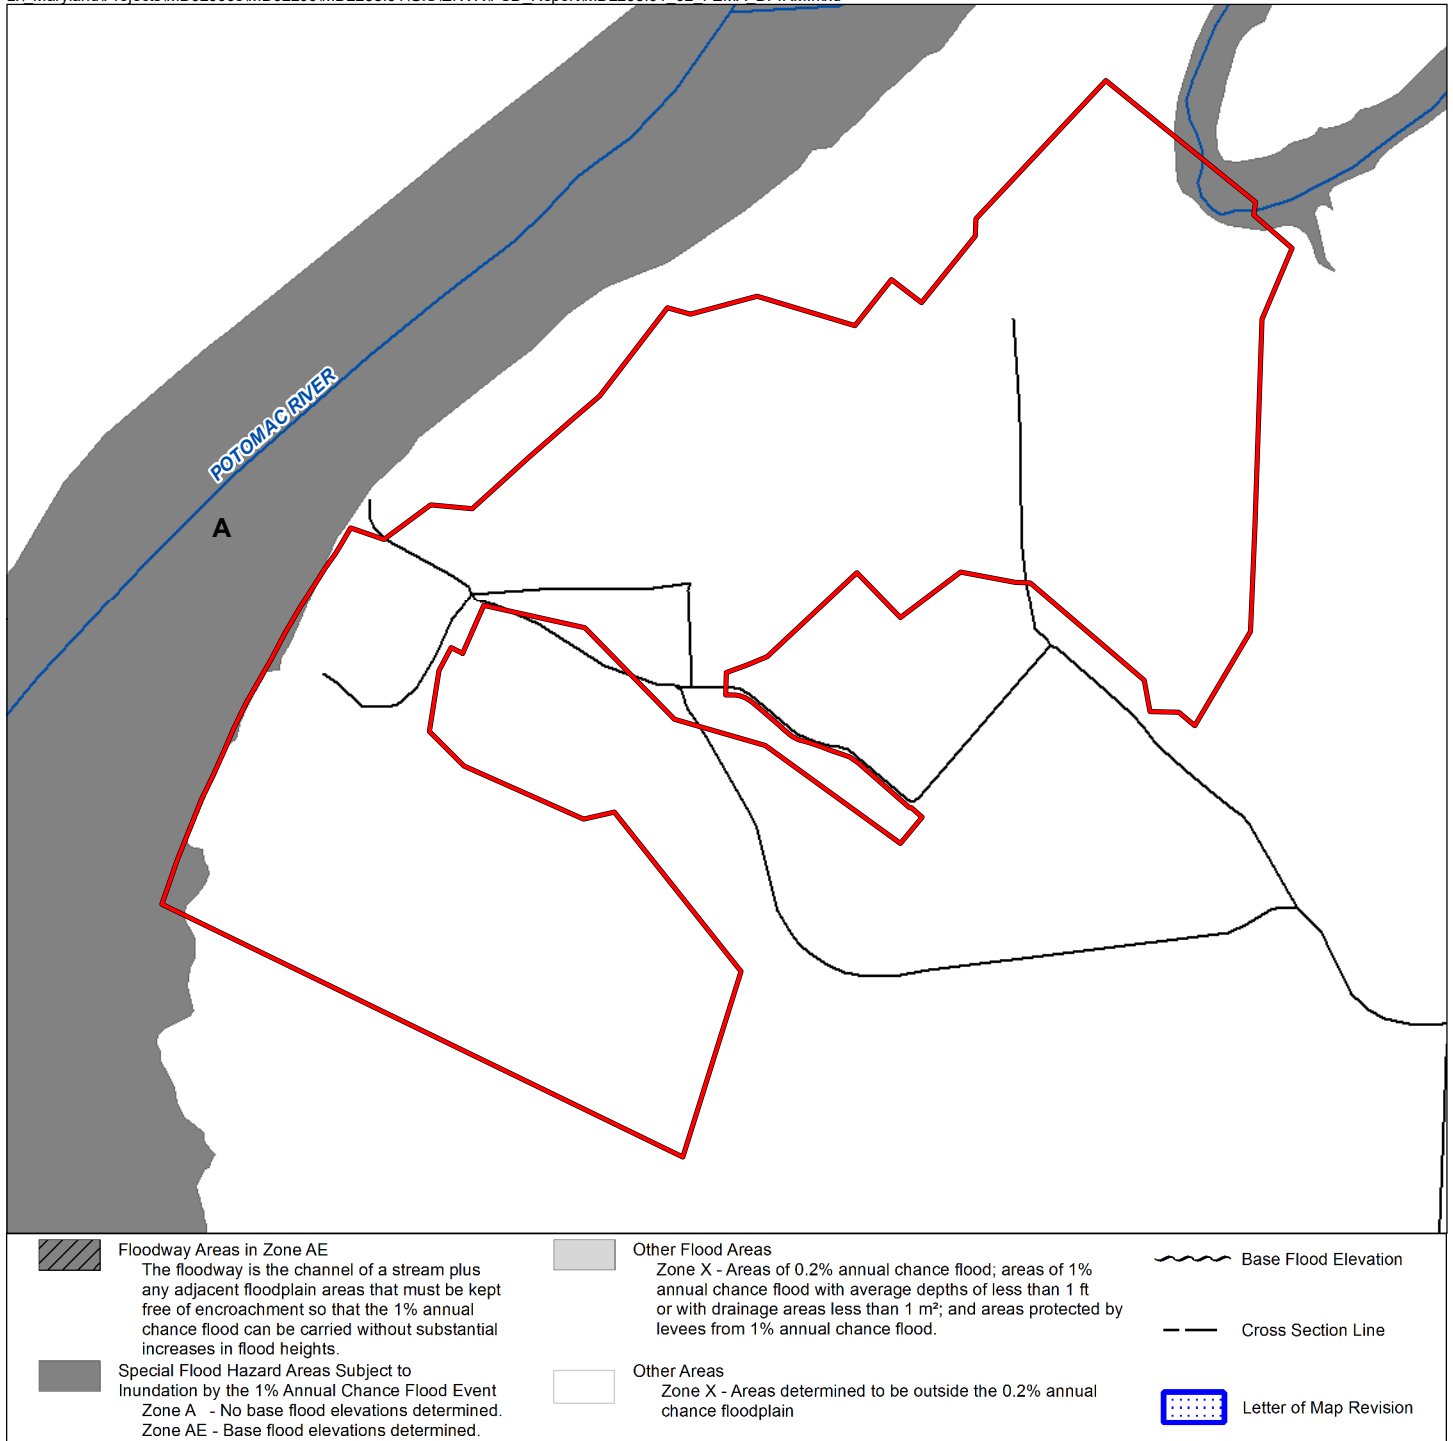 POTOMAC RIVER
A
Floodway Areas in Zone AE
The floodway is the channel of a stream plus
any adjacent floodplain areas that must be kept
free of encroachment so that the 1% annual
chance flood can be carried without substantial
increases in flood heights.
Special Flood Hazard Areas Subject to
Inundation by the 1% Annual Chance Flood Event
Zone A - No base flood elevations determined.
Zone AE - Base flood elevations determined.
Other Flood Areas
Zone X - Areas of 0.2% annual chance flood; areas of 1%
annual chance flood with average depths of less than 1 ft
or with drainage areas less than 1 m²; and areas protected by
levees from 1% annual chance flood.
Other Areas
Zone X - Areas determined to be outside the 0.2% annual
chance floodplain
Base Flood Elevation
Cross Section Line
Letter of Map Revision